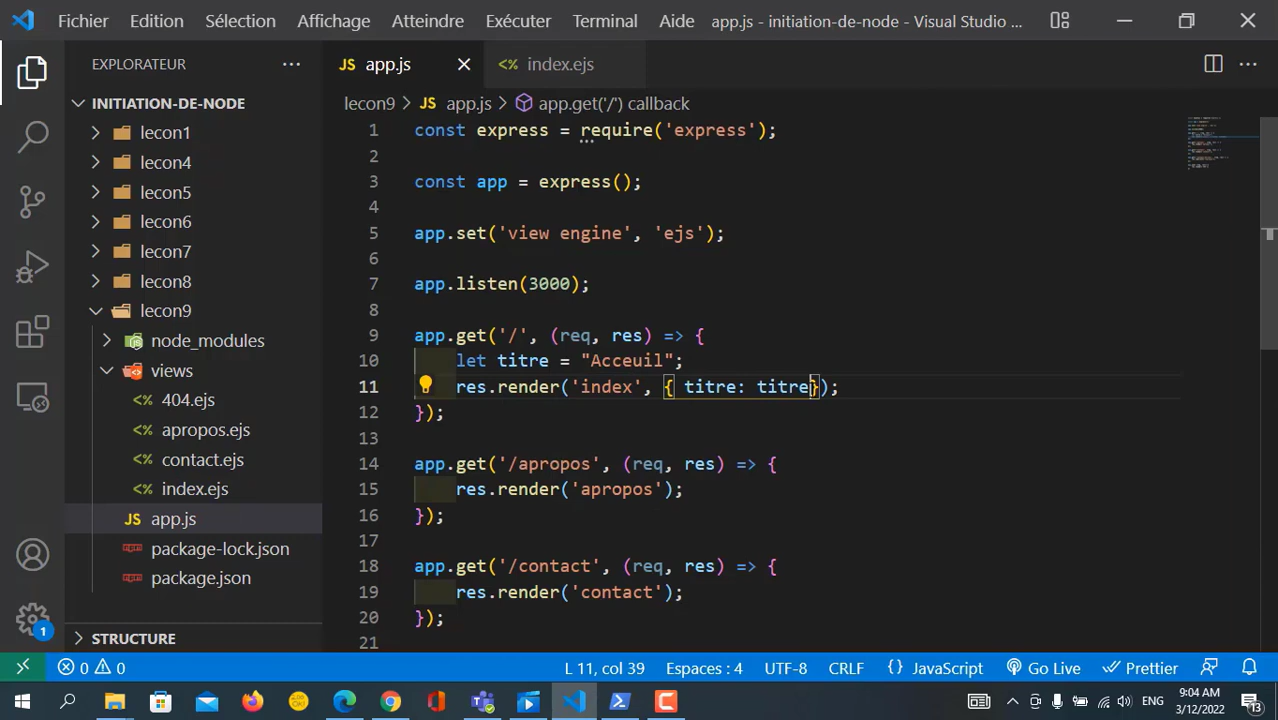 Fichier Edition Sélection Affichage Atteindre Exécuter Terminal Aide app.js - initiation-de-node - Visual Studio ...
EXPLORATEUR
INITIATION-DE-NODE
lecon1
lecon4
lecon5
lecon6
lecon7
lecon8
lecon9
node_modules
views
404.ejs
apropos.ejs
contact.ejs
index.ejs
JS app.js
package-lock.json
package.json
STRUCTURE
JS app.js <% index.ejs
lecon9 > JS app.js > app.get('/') callback
1 const express = require('express');
2
3 const app = express();
4
5 app.set('view engine', 'ejs');
6
7 app.listen(3000);
8
9 app.get('/', (req, res) => {
10 let titre = "Acceuil";
11 res.render('index', { titre: titre});
12 });
13
14 app.get('/apropos', (req, res) => {
15 res.render('apropos');
16 });
17
18 app.get('/contact', (req, res) => {
19 res.render('contact');
20 });
21
0 0 L 11, col 39 Espaces : 4 UTF-8 CRLF {} JavaScript Go Live Prettier
1
ENG 9:04 AM
3/12/2022 13